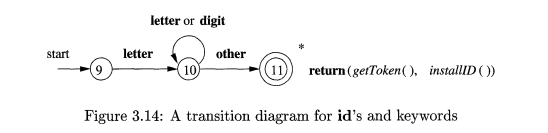 letter or digit
start letter other *
9 10 11 return(getToken( ), installID ( ))
Figure 3.14: A transition diagram for id's and keywords